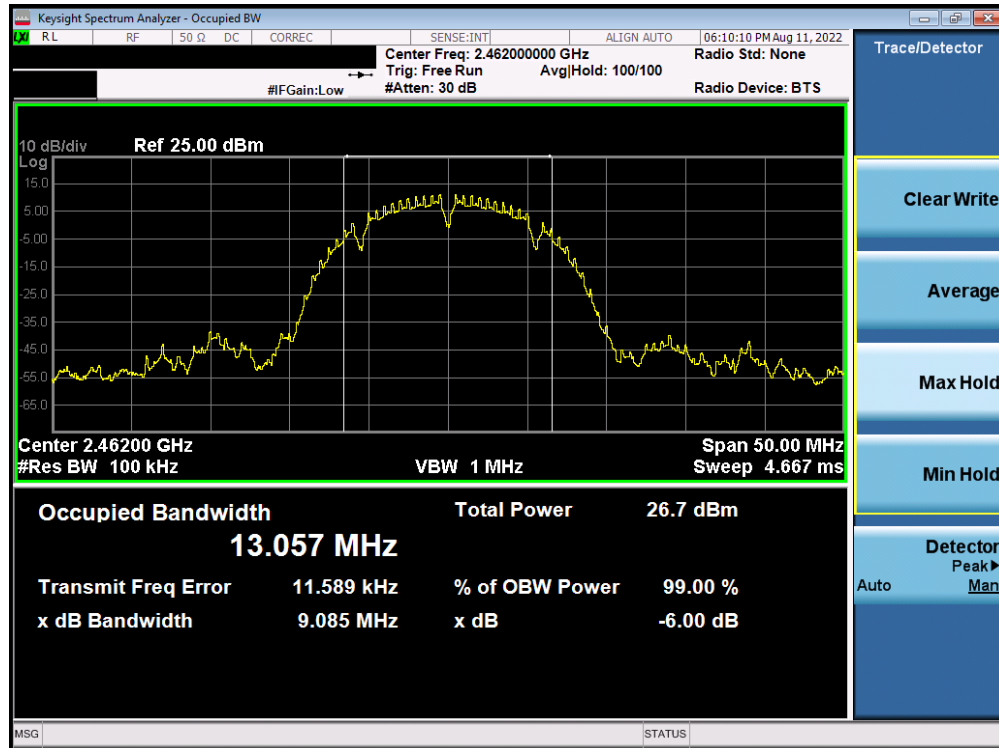 Keysight Spectrum Analyzer - Occupied BW
LXI RL RF 50 Ω DC CORREC SENSE:INT ALIGN AUTO 06:10:10 PM Aug 11, 2022
Center Freq: 2.462000000 GHz Radio Std: None
Trig: Free Run Avg|Hold: 100/100
#IFGain:Low #Atten: 30 dB Radio Device: BTS
Trace/Detector
10 dB/div Ref 25.00 dBm
Log
15.0
5.00
-5.00
-15.0
-25.0
-35.0
-45.0
-55.0
-65.0
Center 2.46200 GHz Span 50.00 MHz
#Res BW 100 kHz VBW 1 MHz Sweep 4.667 ms
Occupied Bandwidth Total Power 26.7 dBm
13.057 MHz
Transmit Freq Error 11.589 kHz % of OBW Power 99.00 %
x dB Bandwidth 9.085 MHz x dB -6.00 dB
Clear Write
Average
Max Hold
Min Hold
Detector
Peak▶
Auto Man
MSG STATUS